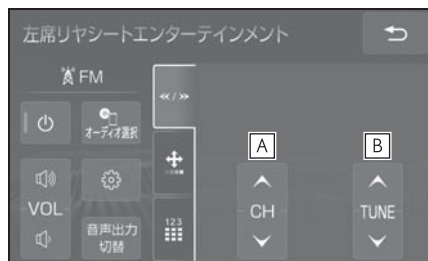 左席リヤシートエンターテインメント
FM
オーディオ選択
A
B
VOL
CH
TUNE
音声出力
切替
123